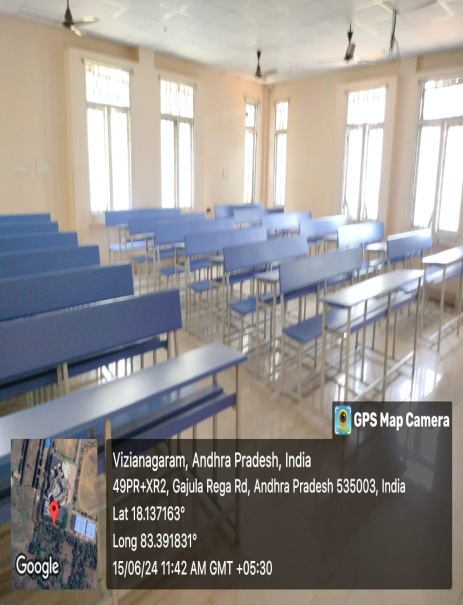 GPS Map Camera
Vizianagaram, Andhra Pradesh, India
49PR+XR2, Gajula Rega Rd, Andhra Pradesh 535003, India
Lat 18.137163°
Long 83.391831°
15/06/24 11:42 AM GMT +05:30
Google